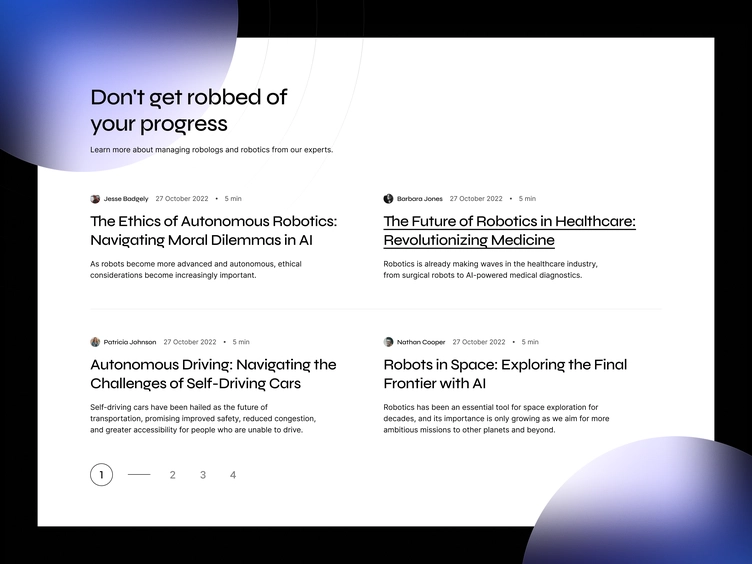 Don't get robbed of
your progress
Learn more about managing robologs and robotics from our experts.
Jesse Badgely 27 October 2022 • 5 min
The Ethics of Autonomous Robotics:
Navigating Moral Dilemmas in AI
As robots become more advanced and autonomous, ethical
considerations become increasingly important.
Barbara Jones 27 October 2022 • 5 min
The Future of Robotics in Healthcare:
Revolutionizing Medicine
Robotics is already making waves in the healthcare industry,
from surgical robots to AI-powered medical diagnostics.
Patricia Johnson 27 October 2022 • 5 min
Autonomous Driving: Navigating the
Challenges of Self-Driving Cars
Self-driving cars have been hailed as the future of
transportation, promising improved safety, reduced congestion,
and greater accessibility for people who are unable to drive.
Nathan Cooper 27 October 2022 • 5 min
Robots in Space: Exploring the Final
Frontier with AI
Robotics has been an essential tool for space exploration for
decades, and its importance is only growing as we aim for more
ambitious missions to other planets and beyond.
1 2 3 4